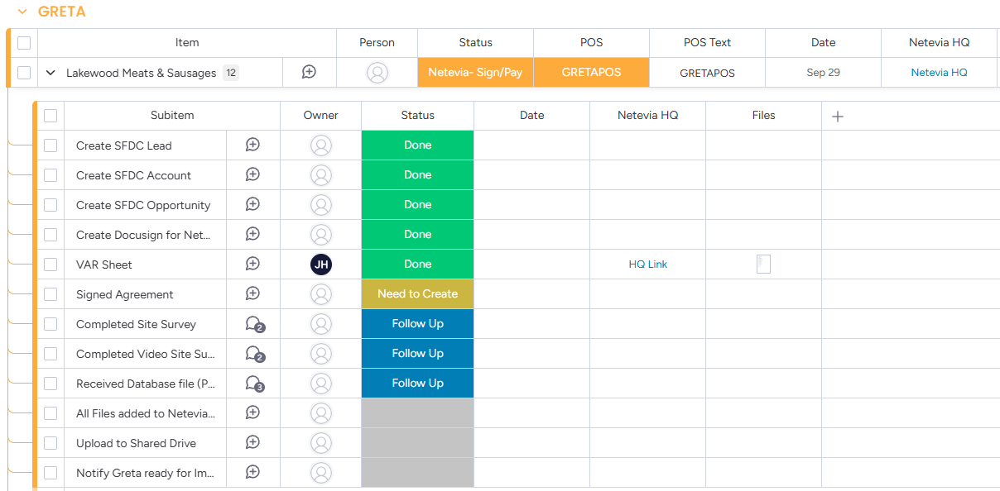 GRETA
Item Person Status POS POS Text Date Netevia HQ
Lakewood Meats & Sausages 12 Netevia- Sign/Pay GRETAPOS GRETAPOS Sep 29 Netevia HQ
Subitem Owner Status Date Netevia HQ Files
Create SFDC Lead Done
Create SFDC Account Done
Create SFDC Opportunity Done
Create Docusign for Net... Done
VAR Sheet JH Done HQ Link
Signed Agreement Need to Create
Completed Site Survey 2 Follow Up
Completed Video Site Su... 2 Follow Up
Received Database file (P... 3 Follow Up
All Files added to Netevia...
Upload to Shared Drive
Notify Greta ready for Im...